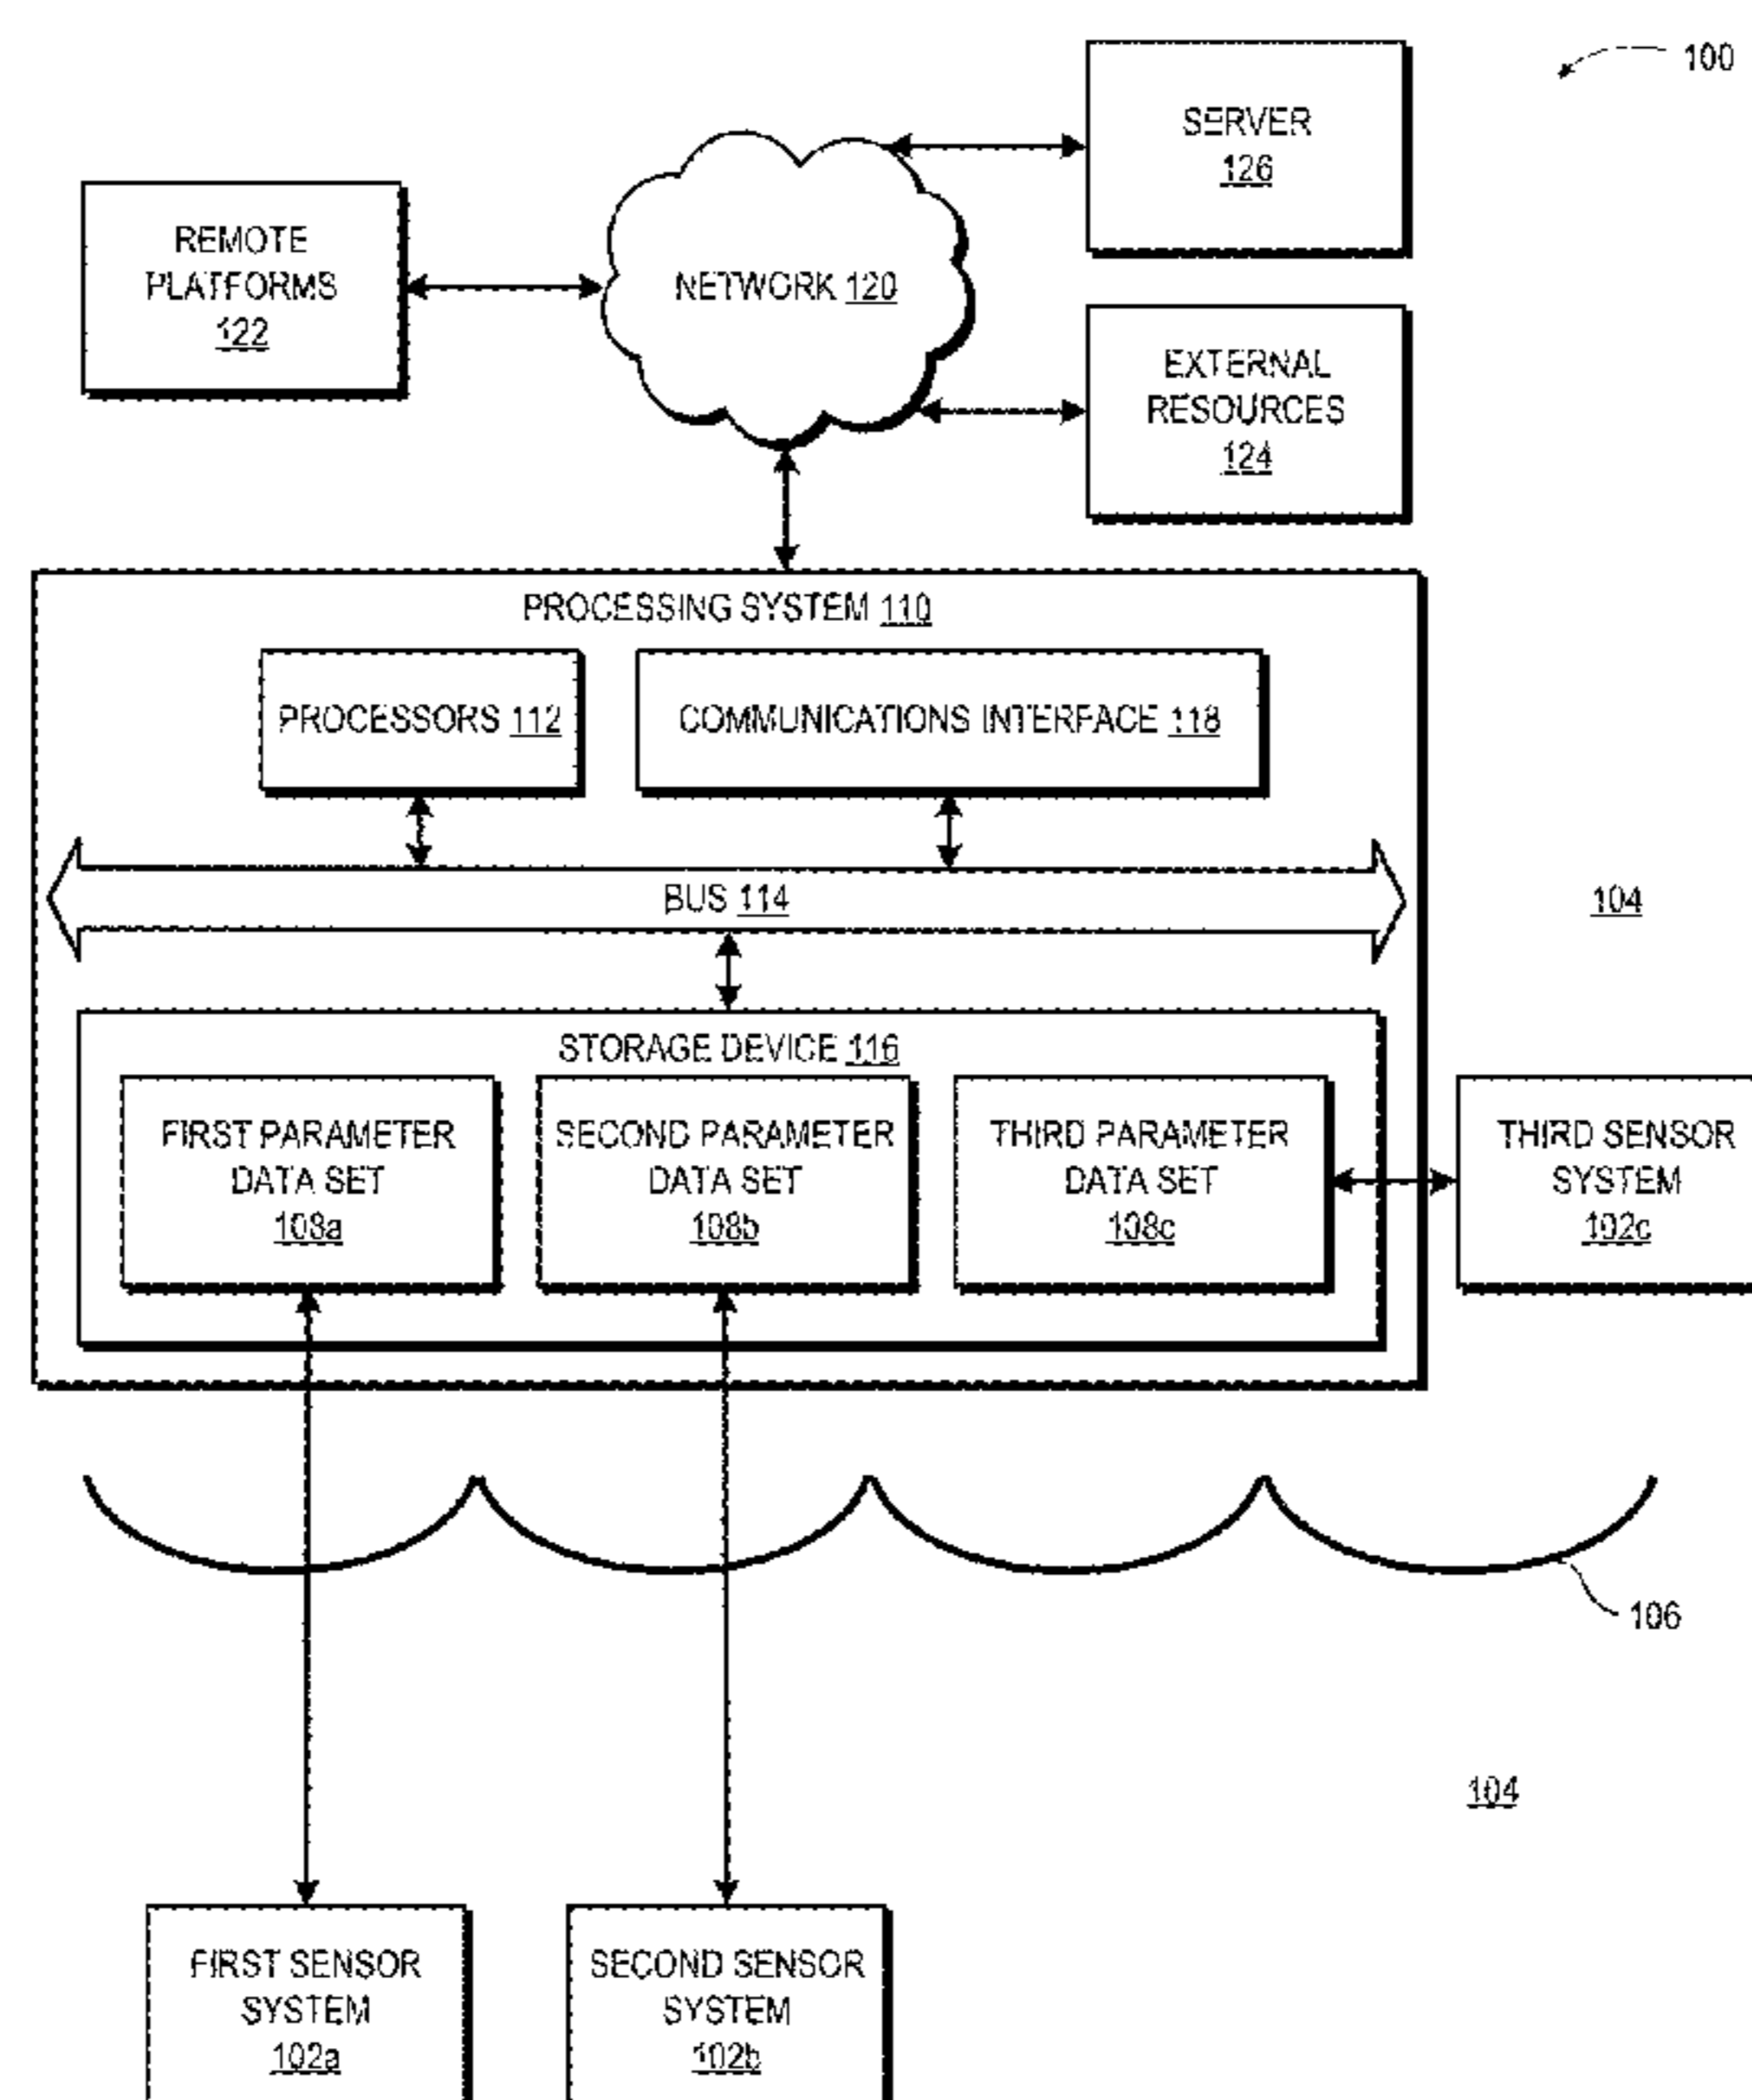 100
SERVER
126
REMOTE
PLATFORMS
122
NETWORK 120
EXTERNAL
RESOURCES
124
PROCESSING SYSTEM 110
PROCESSORS 112
COMMUNICATIONS INTERFACE 118
BUS 114
104
STORAGE DEVICE 116
FIRST PARAMETER
DATA SET
108a
SECOND PARAMETER
DATA SET
108b
THIRD PARAMETER
DATA SET
108c
THIRD SENSOR
SYSTEM
102c
106
104
FIRST SENSOR
SYSTEM
102a
SECOND SENSOR
SYSTEM
102b